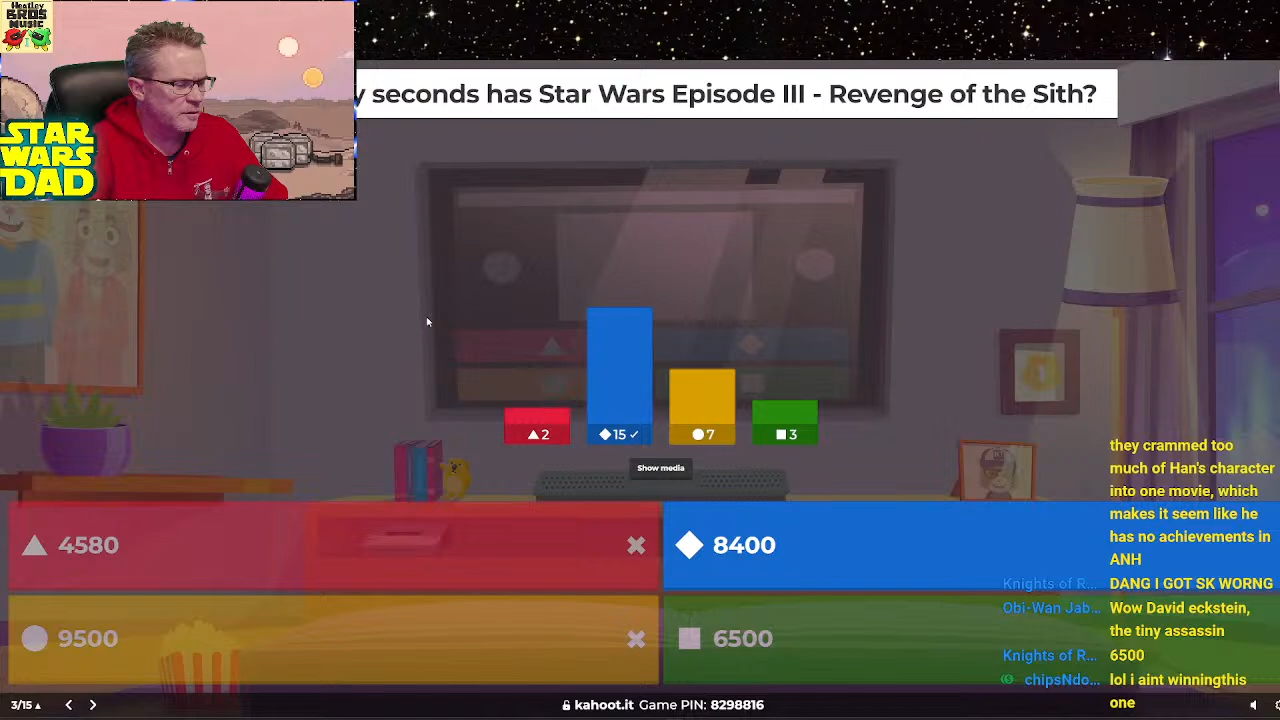 Heatley
BROS
Music
STAR
WARS
DAD
y seconds has Star Wars Episode III - Revenge of the Sith?
2
15
7
3
Show media
4580
8400
9500
6500
they crammed too
much of Han's character
into one movie, which
makes it seem like he
has no achievements in
ANH
Knights of R... DANG I GOT SK WORNG
Obi-Wan Jab... Wow David eckstein,
the tiny assassin
Knights of R... 6500
chipsNdo... lol i aint winningthis
one
3/15
kahoot.it Game PIN: 8298816